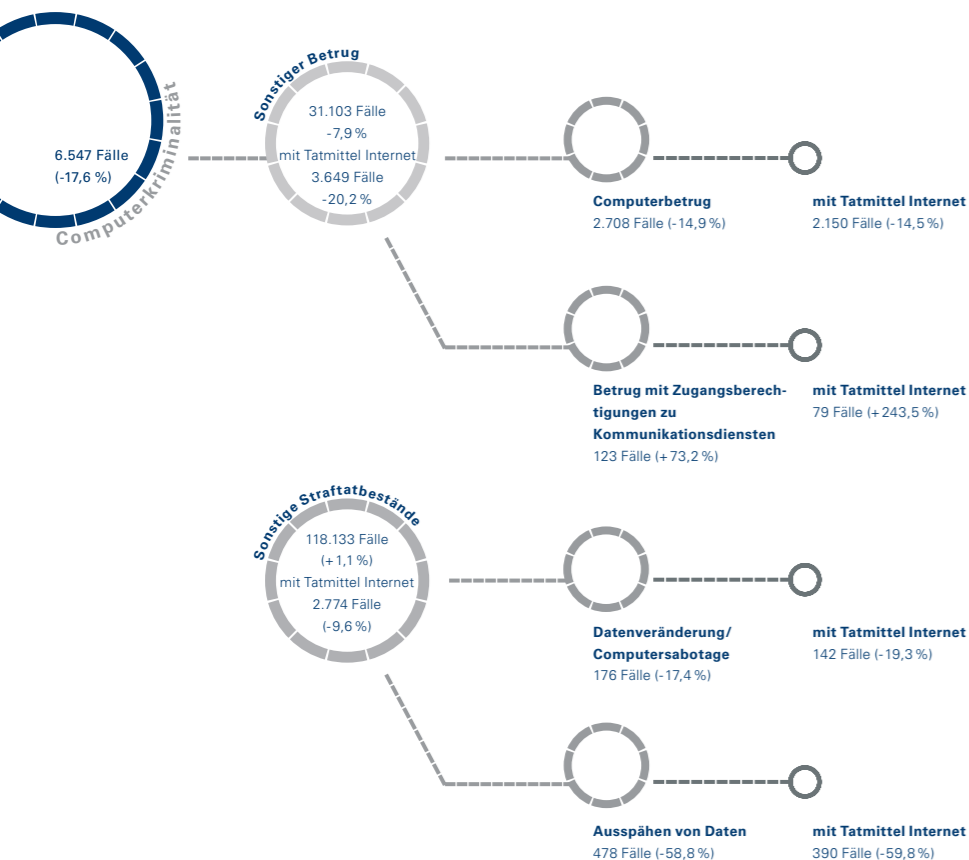 6.547 Fälle
(-17,6 %)
Computerkriminalität
Sonstiger Betrug
31.103 Fälle
-7,9 %
mit Tatmittel Internet
3.649 Fälle
-20,2 %
Computerbetrug
2.708 Fälle (-14,9 %)
mit Tatmittel Internet
2.150 Fälle (-14,5 %)
Betrug mit Zugangsberech-
tigungen zu
Kommunikationsdiensten
123 Fälle (+73,2 %)
mit Tatmittel Internet
79 Fälle (+243,5 %)
Sonstige Straftatbestände
118.133 Fälle
(+1,1 %)
mit Tatmittel Internet
2.774 Fälle
(-9,6 %)
Datenveränderung/
Computersabotage
176 Fälle (-17,4 %)
mit Tatmittel Internet
142 Fälle (-19,3 %)
Ausspähen von Daten
478 Fälle (-58,8 %)
mit Tatmittel Internet
390 Fälle (-59,8 %)